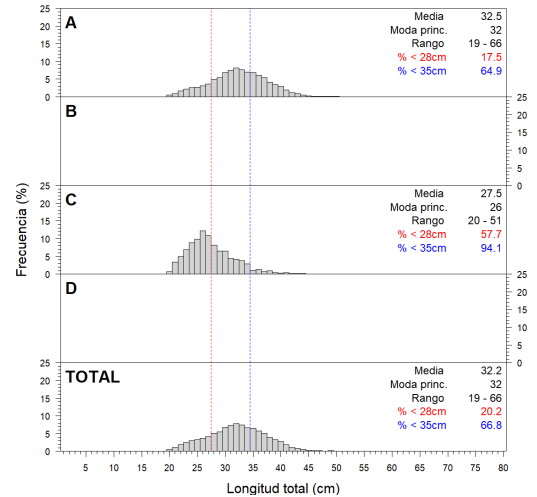 25
20
15
10
5
0
A
Media 32.5
Moda princ. 32
Rango 19 - 66
% < 28cm 17.5
% < 35cm 64.9
B
25
20
15
10
5
0
25
20
15
10
5
0
C
Media 27.5
Moda princ. 26
Rango 20 - 51
% < 28cm 57.7
% < 35cm 94.1
D
25
20
15
10
5
0
25
20
15
10
5
0
TOTAL
Media 32.2
Moda princ. 32
Rango 19 - 66
% < 28cm 20.2
% < 35cm 66.8
Frecuencia (%)
5 10 15 20 25 30 35 40 45 50 55 60 65 70 75 80
Longitud total (cm)